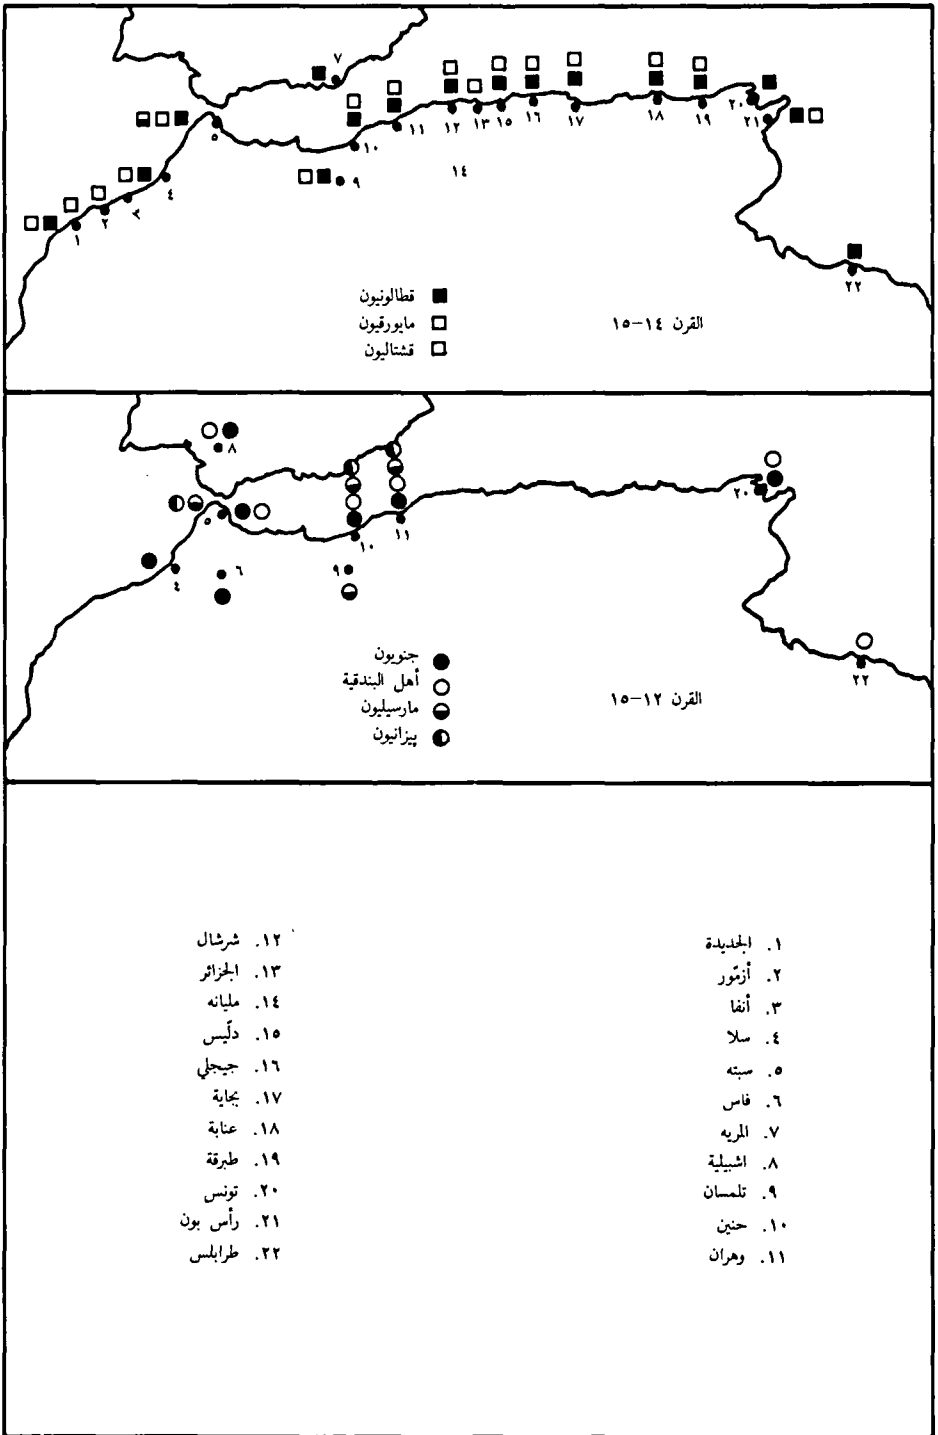 ٧
٥
١٠
١١
١٢
١٣
١٥
١٦
١٧
١٨
١٩
٢٠
٢١
١٤
٩
٤
٣
٢
١
٢٢
قطالونيون
مايورقيون
قشتاليون
القرن ١٤-١٥
٨
٥
٢٠
١١
١٠
٩
٦
٤
٢٢
جنويون
أهل البندقية
مارسيليون
پيزانيون
القرن ١٢-١٥
١. الجديدة
٢. أزمّور
٣. أنفا
٤. سلا
٥. سبته
٦. فاس
٧. المريه
٨. اشبيلية
٩. تلمسان
١٠. حنين
١١. وهران
١٢. شرشال
١٣. الجزائر
١٤. مليانه
١٥. دلّيس
١٦. جيجلي
١٧. بجاية
١٨. عنابة
١٩. طبرقة
٢٠. تونس
٢١. رأس بون
٢٢. طرابلس